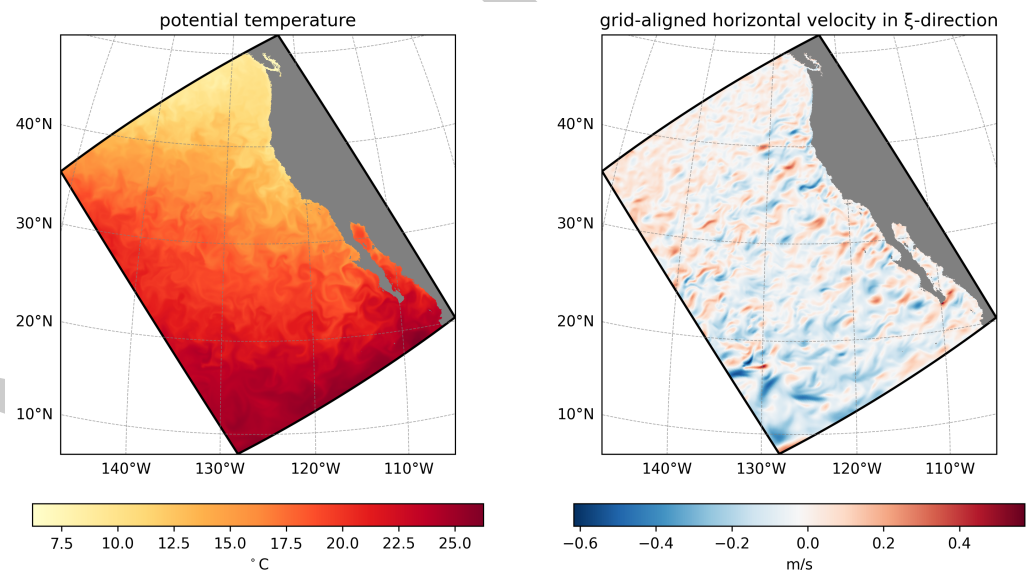 potential temperature
grid-aligned horizontal velocity in ξ-direction
40°N
30°N
20°N
10°N
140°W 130°W 120°W 110°W
40°N
30°N
20°N
10°N
140°W 130°W 120°W 110°W
7.5 10.0 12.5 15.0 17.5 20.0 22.5 25.0
°C
−0.6 −0.4 −0.2 0.0 0.2 0.4
m/s